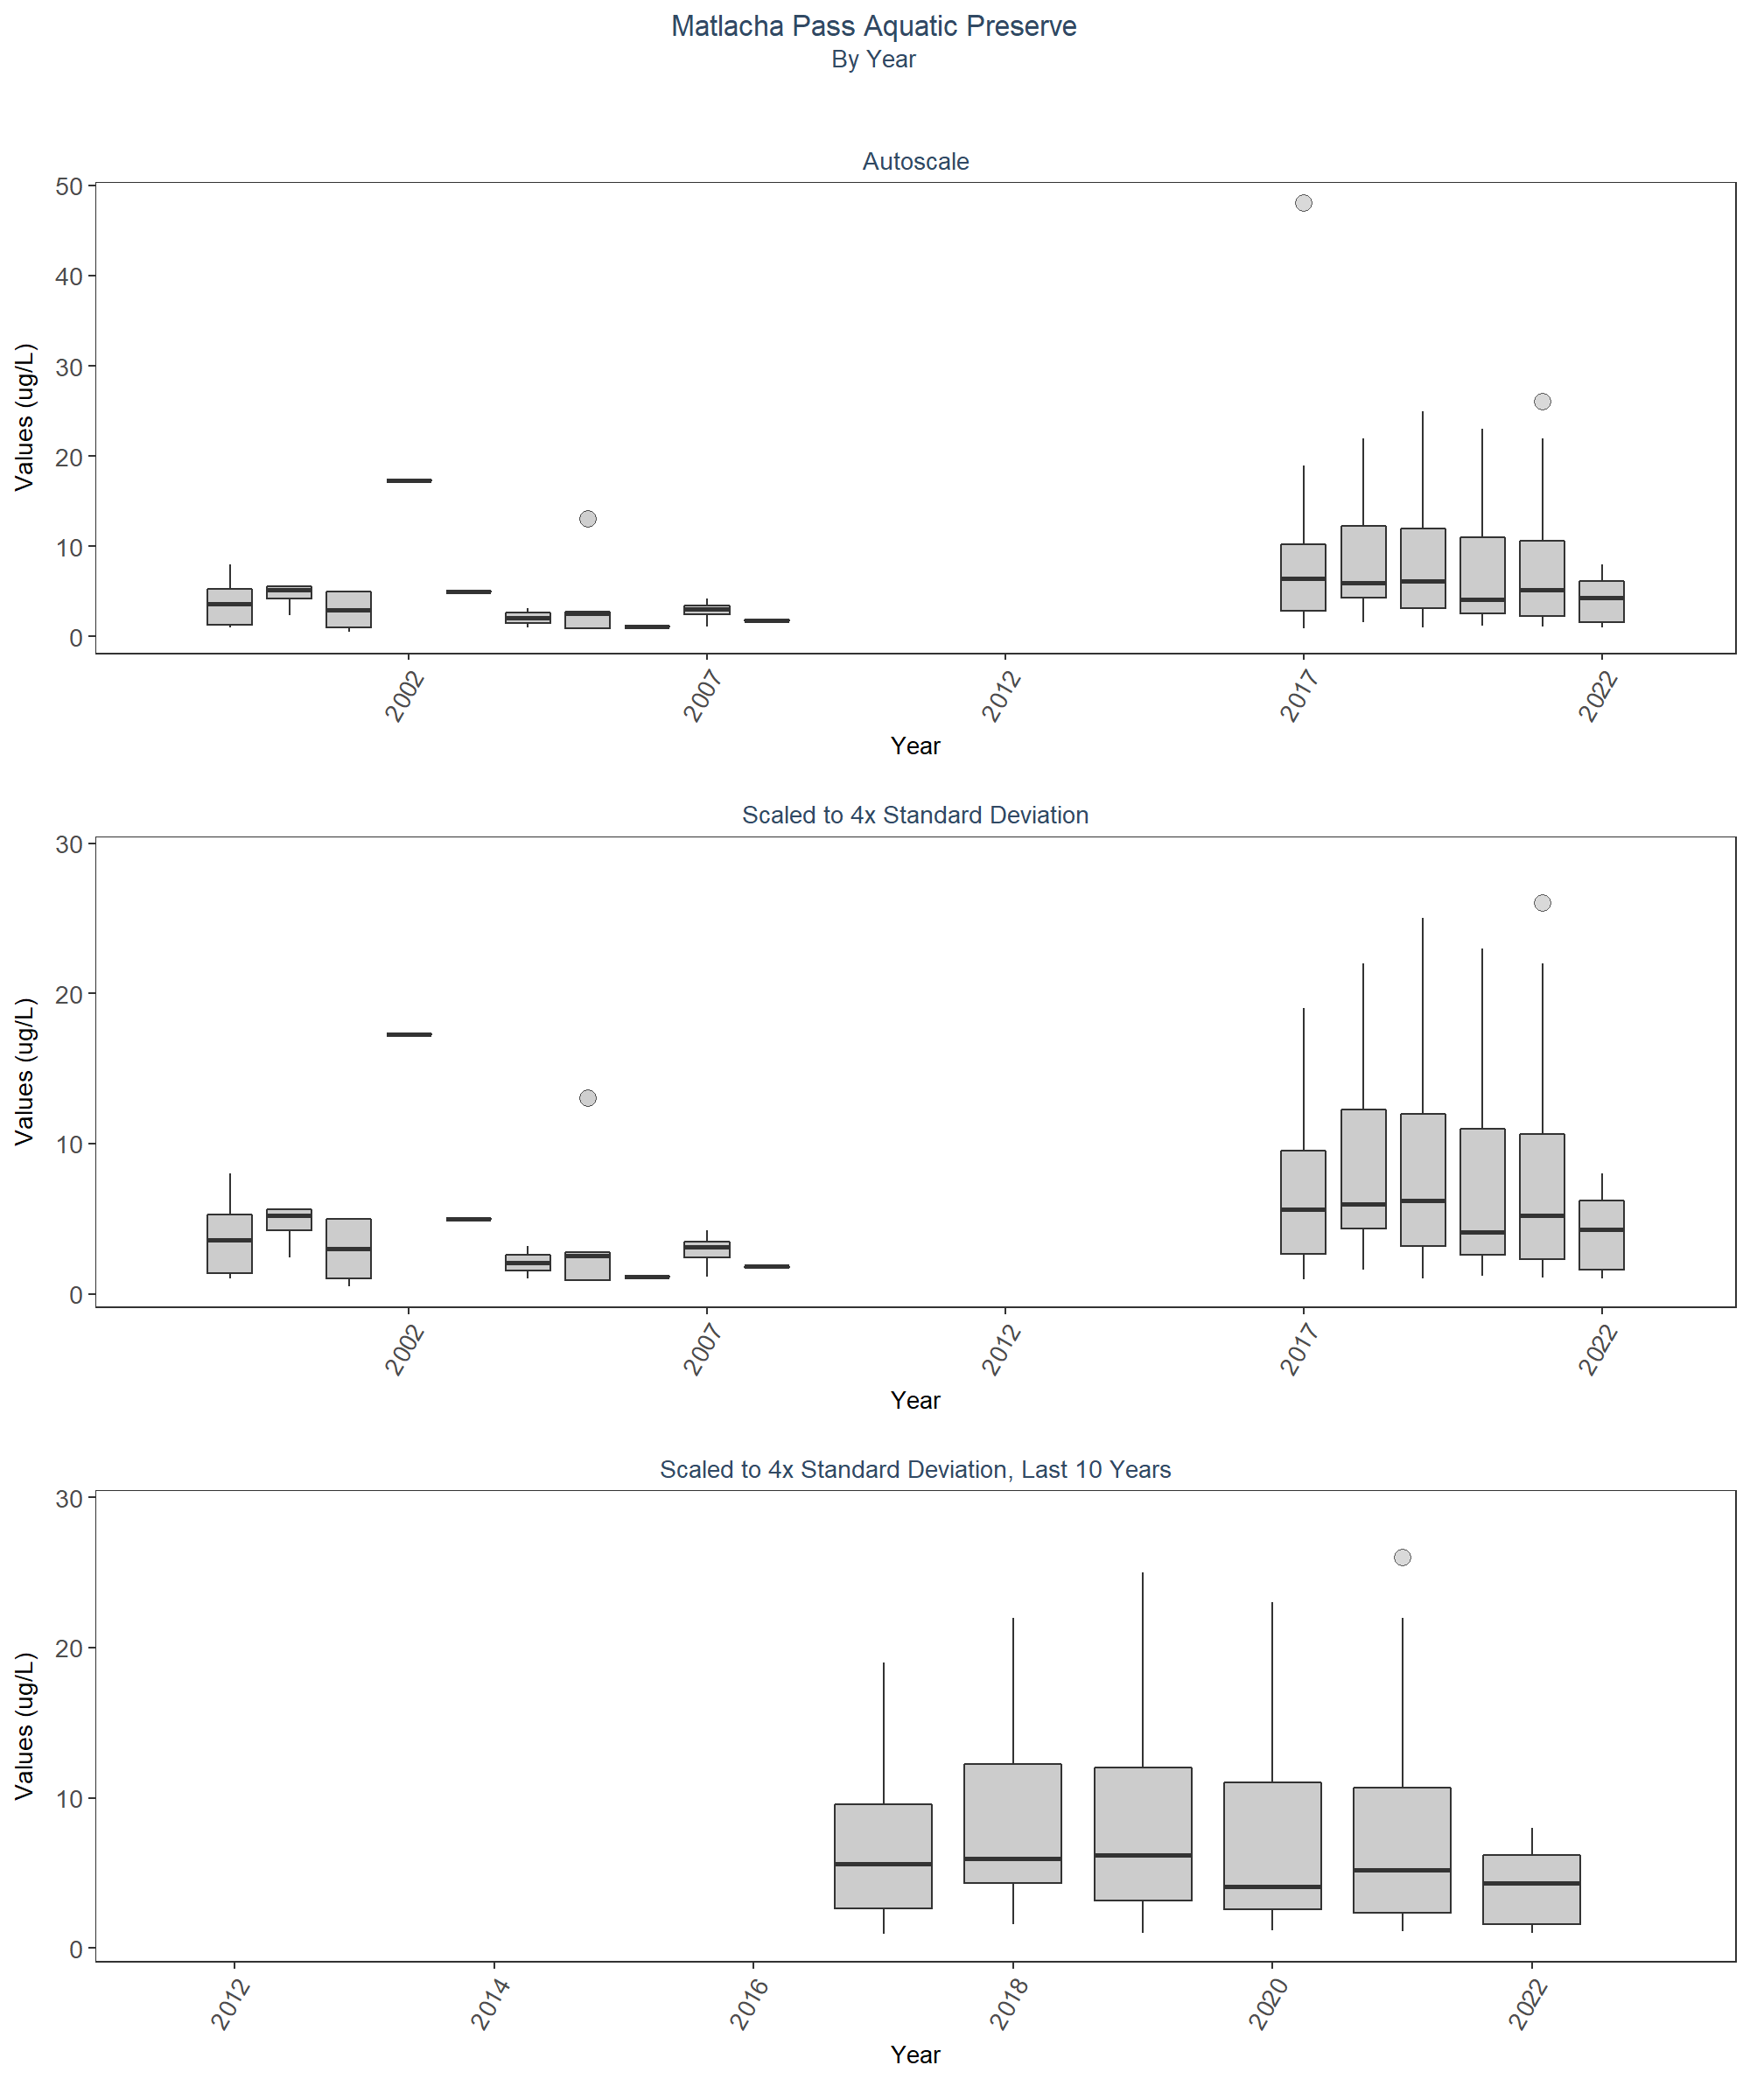 Matlacha Pass Aquatic Preserve
By Year
Autoscale
50
40
30
20
10
0
Values (ug/L)
2002
2007
2012
2017
2022
Year
Scaled to 4x Standard Deviation
30
20
10
0
Values (ug/L)
2002
2007
2012
2017
2022
Year
Scaled to 4x Standard Deviation, Last 10 Years
30
20
10
0
Values (ug/L)
2012
2014
2016
2018
2020
2022
Year